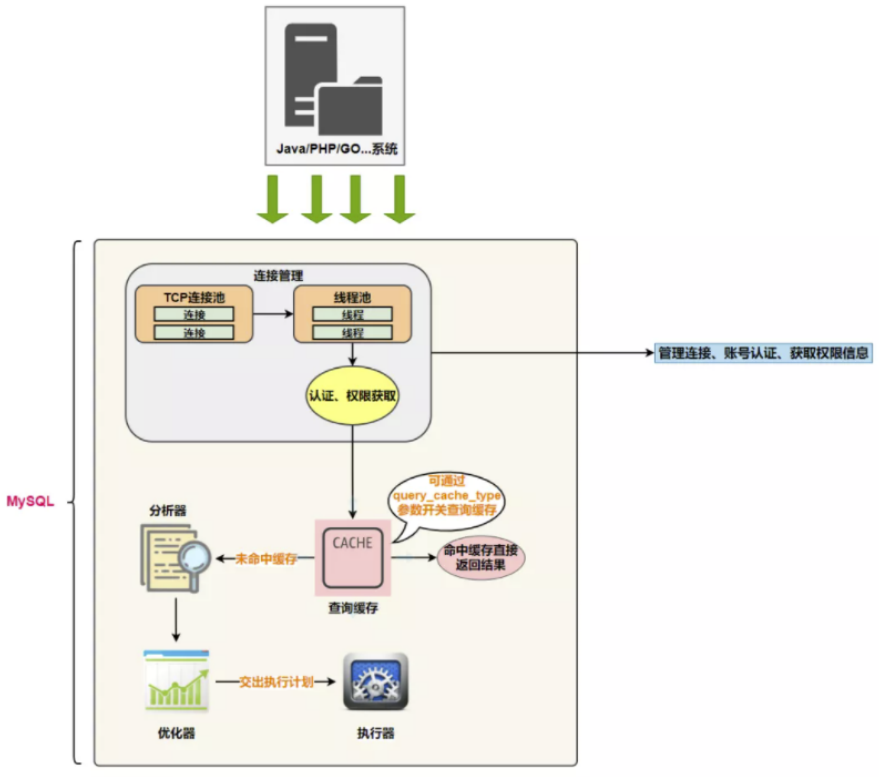 Java/PHP/GO...系统
连接管理
TCP连接池
连接
连接
线程池
线程
线程
认证、权限获取
管理连接、账号认证、获取权限信息
MySQL
可通过
query_cache_type
参数开关查询缓存
分析器
未命中缓存
CACHE
命中缓存直接
返回结果
查询缓存
交出执行计划
优化器
执行器